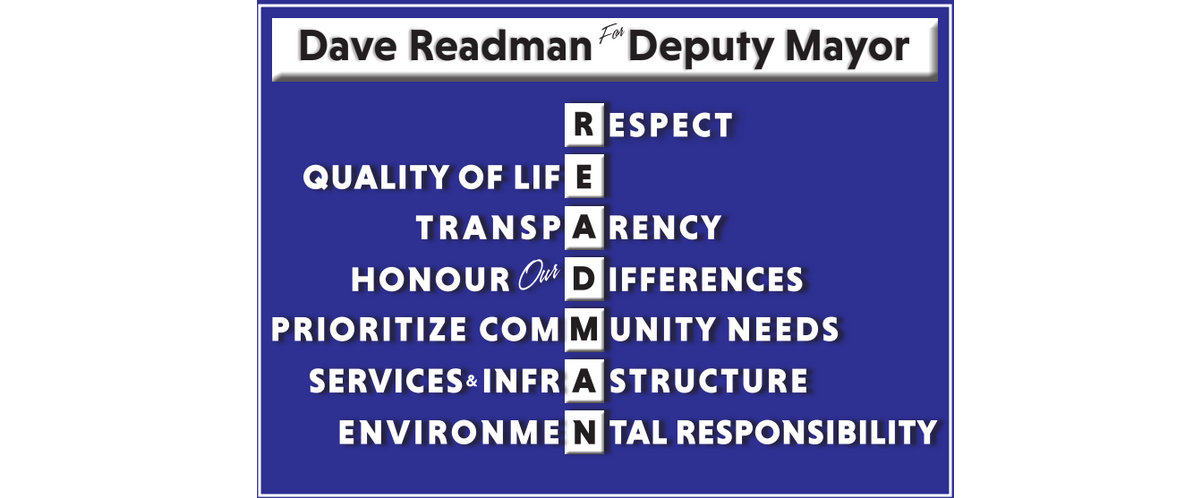 Dave Readman For Deputy Mayor
RESPECT
QUALITY OF LIFE
TRANSPARENCY
HONOUR Our DIFFERENCES
PRIORITIZE COMMUNITY NEEDS
SERVICES & INFRASTRUCTURE
ENVIRONMENTAL RESPONSIBILITY